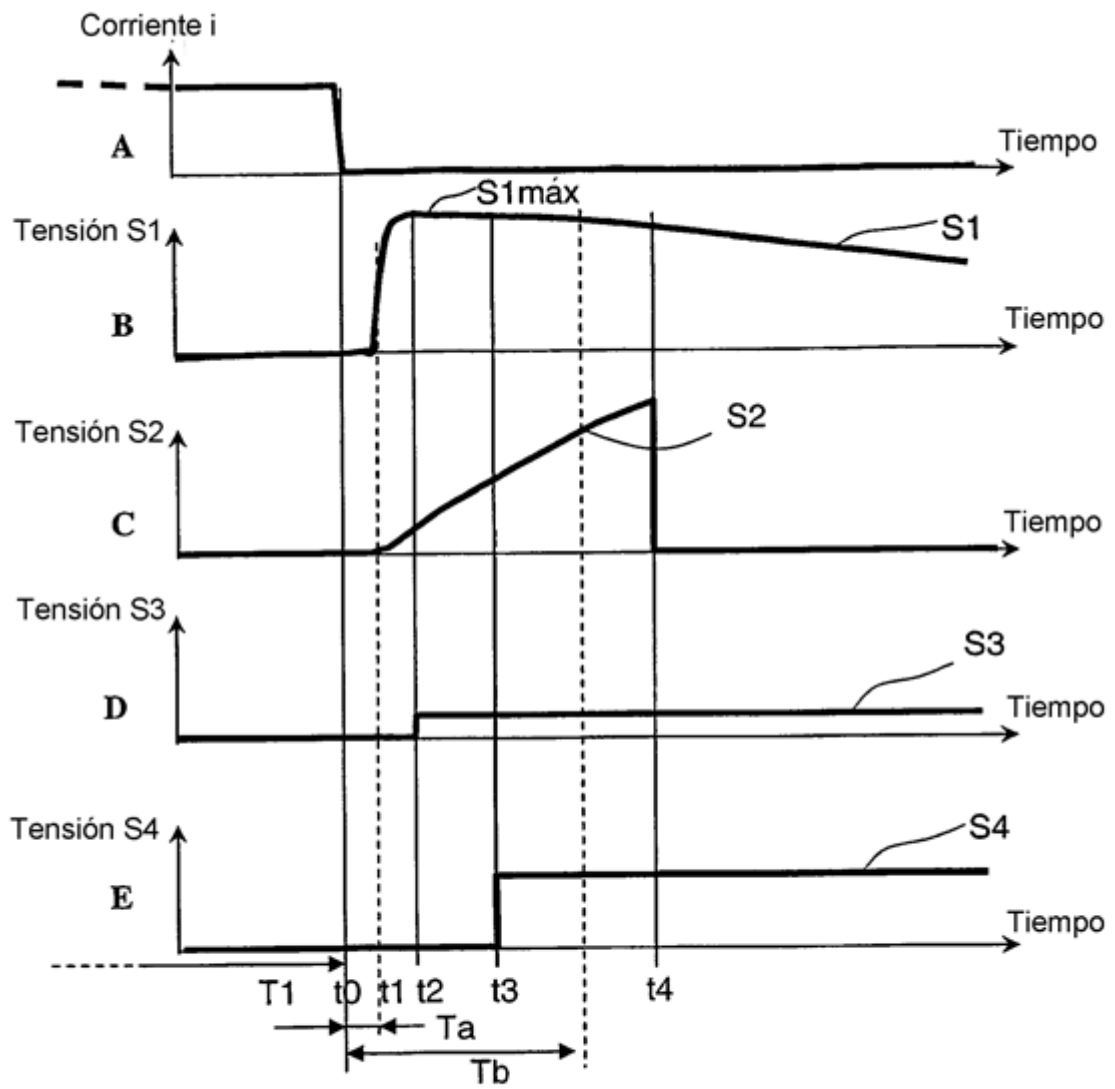 Corriente i
A
Tiempo
S1máx
Tensión S1
S1
B
Tiempo
Tensión S2
S2
C
Tiempo
Tensión S3
S3
D
Tiempo
Tensión S4
S4
E
Tiempo
T1 t0 t1 t2 t3 t4
Ta
Tb